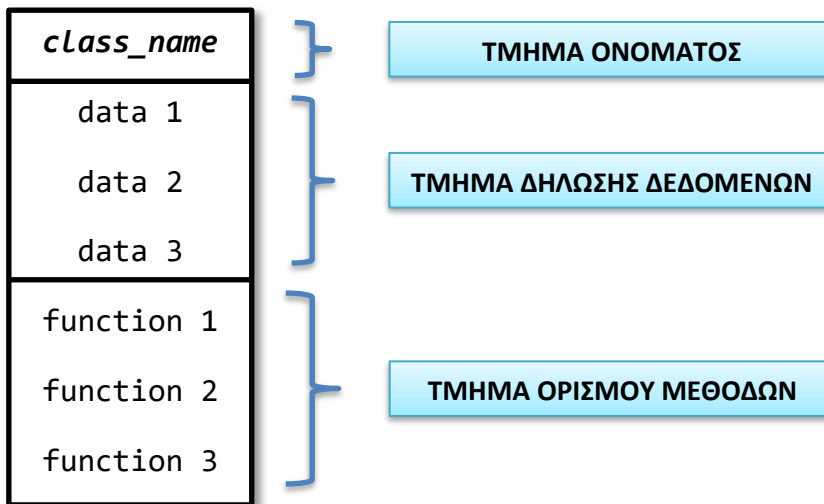 class_name
ΤΜΗΜΑ ΟΝΟΜΑΤΟΣ
data 1
data 2
data 3
ΤΜΗΜΑ ΔΗΛΩΣΗΣ ΔΕΔΟΜΕΝΩΝ
function 1
function 2
function 3
ΤΜΗΜΑ ΟΡΙΣΜΟΥ ΜΕΘΟΔΩΝ